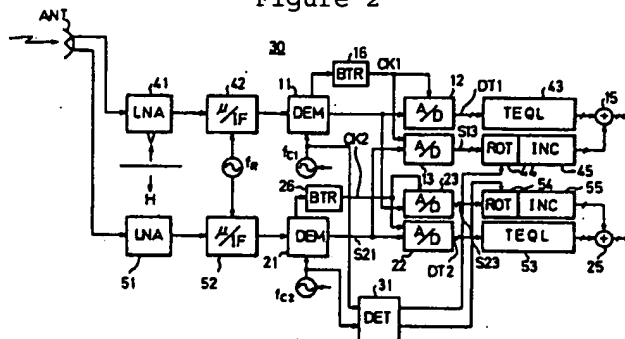 Figure 2
ANT
30
16
BTR
CK1
41
LNA
42
μ/IF
11
DEM
12
A/D
DT1
43
TEQL
15
V
H
fR
fC1
A/D
13
S13
ROT
INC
44
45
CK2
26
BTR
A/D
23
54
55
ROT
INC
LNA
51
μ/IF
52
DEM
21
S21
A/D
22
DT2
S23
TEQL
53
25
fC2
31
DET